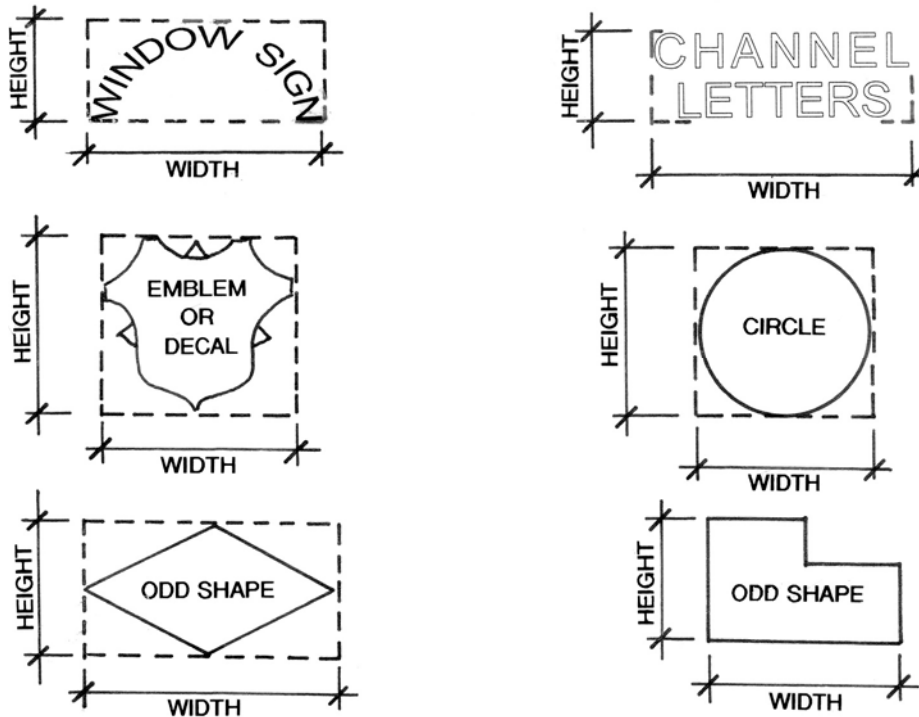 HEIGHT
WINDOW SIGN
WIDTH
HEIGHT
CHANNEL
LETTERS
WIDTH
HEIGHT
EMBLEM
OR
DECAL
WIDTH
HEIGHT
CIRCLE
WIDTH
HEIGHT
ODD SHAPE
WIDTH
HEIGHT
ODD SHAPE
WIDTH